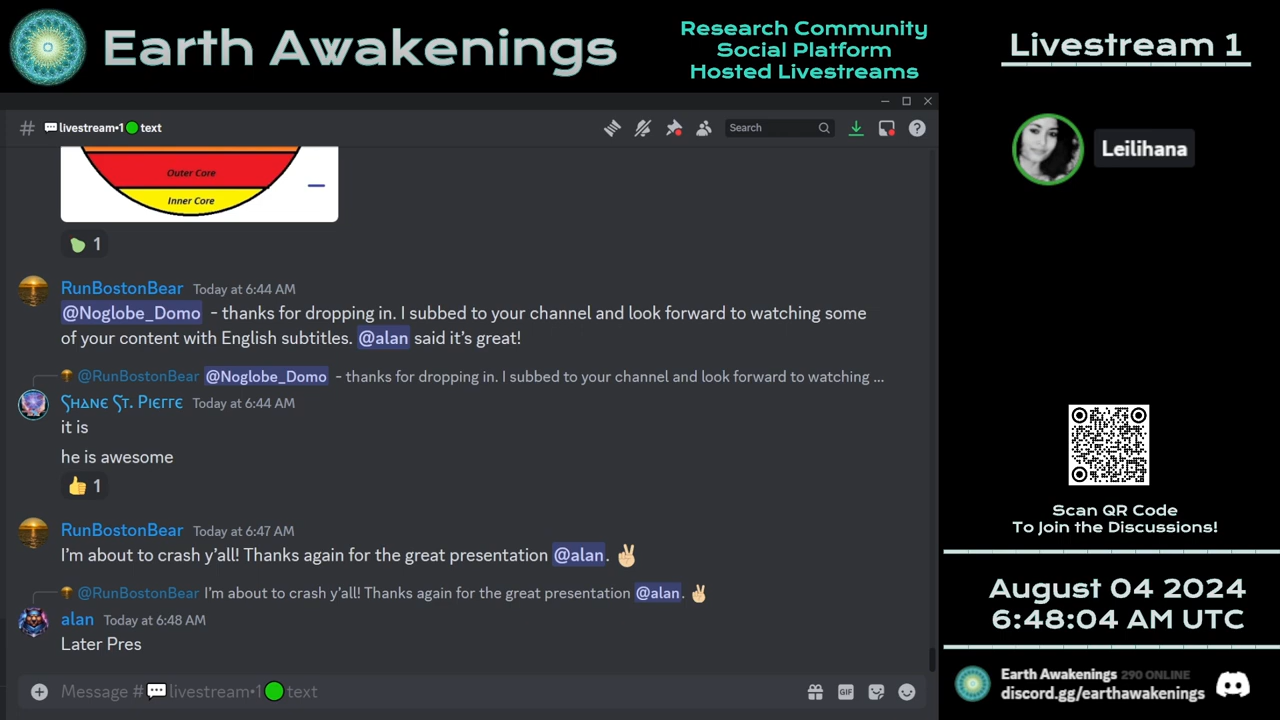 Earth Awakenings
Research Community
Social Platform
Hosted Livestreams
Livestream 1
# 💬livestream•1🟢text
Search
Outer Core
Inner Core
1
RunBostonBear Today at 6:44 AM
@Noglobe_Domo - thanks for dropping in. I subbed to your channel and look forward to watching some
of your content with English subtitles. @alan said it's great!
@RunBostonBear @Noglobe_Domo - thanks for dropping in. I subbed to your channel and look forward to watching ...
Ꮥᴎᴀɴє Ꮥᴛ. Pιєггє Today at 6:44 AM
it is
he is awesome
👍 1
RunBostonBear Today at 6:47 AM
I'm about to crash y'all! Thanks again for the great presentation @alan. ✌🏻
@RunBostonBear I'm about to crash y'all! Thanks again for the great presentation @alan. ✌🏻
alan Today at 6:48 AM
Later Pres
Message #💬livestream•1🟢text
GIF
Leilihana
Scan QR Code
To Join the Discussions!
August 04 2024
6:48:04 AM UTC
Earth Awakenings 290 ONLINE
discord.gg/earthawakenings